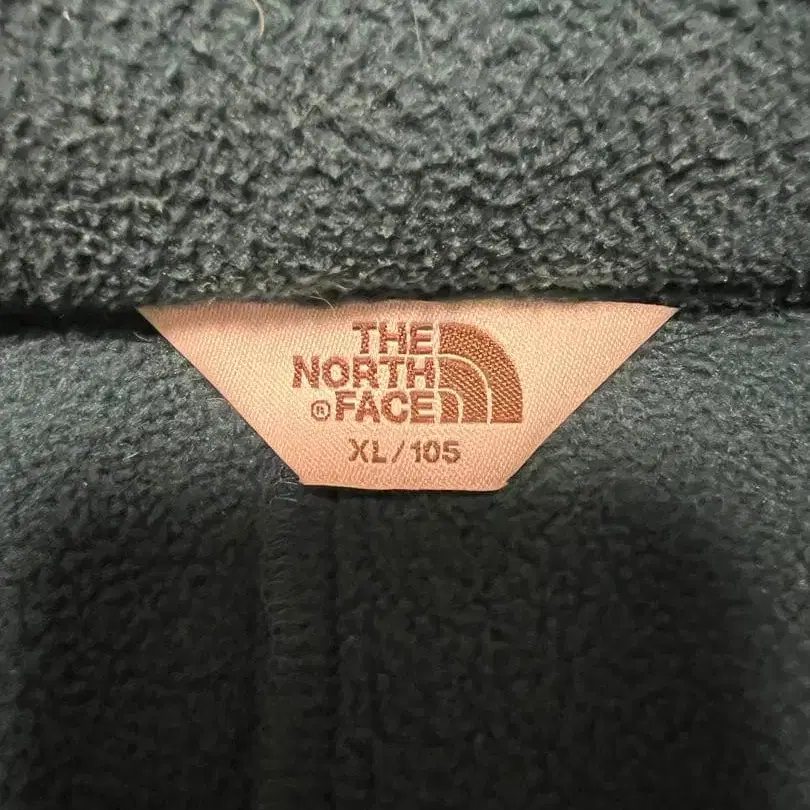 THE
NORTH
® FACE
XL/105